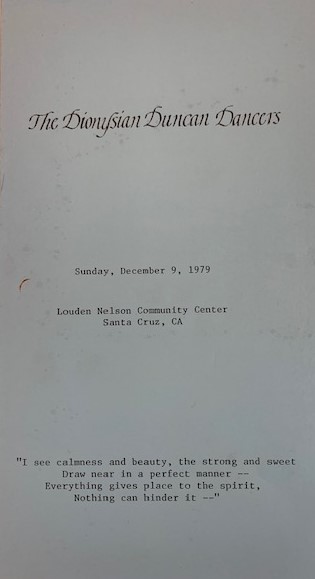 The Dionysian Duncan Dancers
Sunday, December 9, 1979
Louden Nelson Community Center
Santa Cruz, CA
"I see calmness and beauty, the strong and sweet
Draw near in a perfect manner --
Everything gives place to the spirit,
Nothing can hinder it --"